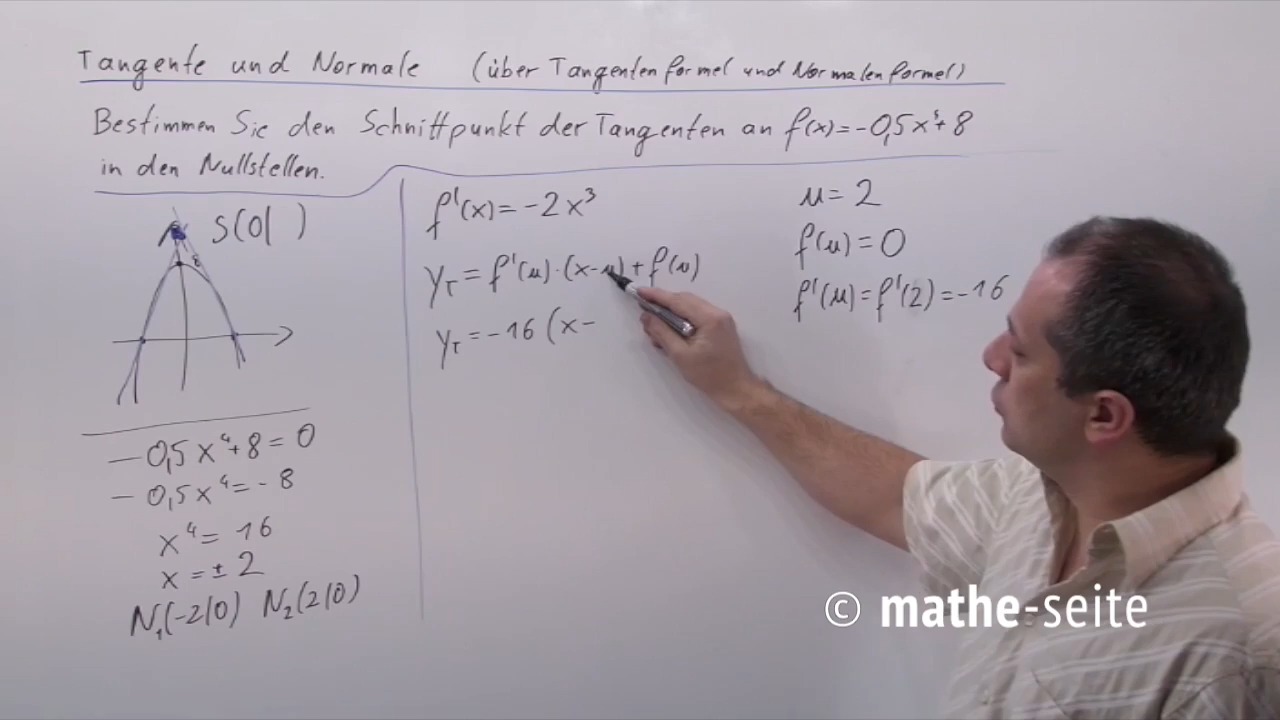 Tangente und Normale (über Tangentenformel und Normalenformel)
Bestimmen Sie den Schnittpunkt der Tangenten an f(x)=-0,5x⁴+8
in den Nullstellen.
S(0| )
8
-0,5x⁴+8=0
-0,5x⁴=-8
x⁴=16
x=±2
N₁(-2|0) N₂(2|0)
f'(x)=-2x³
y_T=f'(u)·(x-u)+f(u)
y_T=-16(x-
u=2
f(u)=0
f'(u)=f'(2)=-16
© mathe-seite